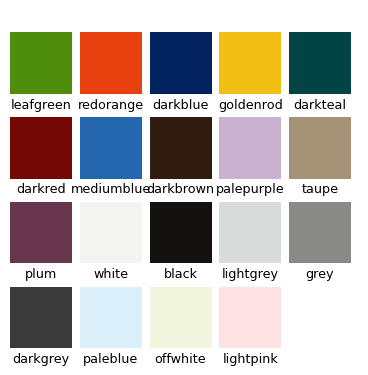 leafgreen redorange darkblue goldenrod darkteal
darkred mediumblue darkbrown palepurple taupe
plum white black lightgrey grey
darkgrey paleblue offwhite lightpink